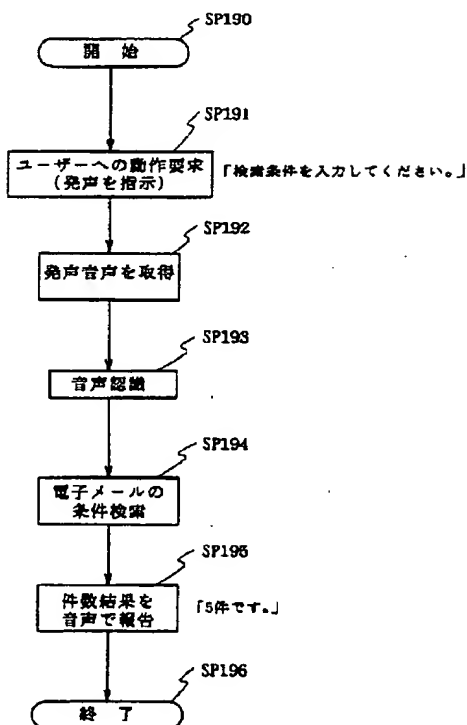 SP190
開 始
SP191
ユーザーへの動作要求
(発声を指示)
「検索条件を入力してください。」
SP192
発声音声を取得
SP193
音声認識
SP194
電子メールの
条件検索
SP195
件数結果を
音声で報告
「5件です。」
SP196
終 了